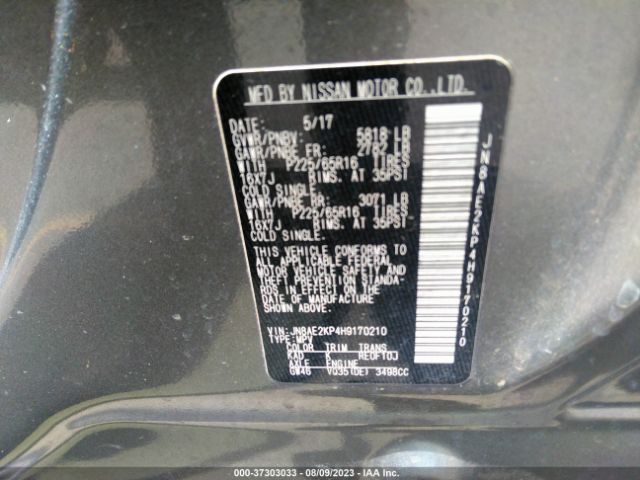 MFD BY NISSAN MOTOR CO.,LTD.
DATE: 5/17
GVWR/PNBV 5818 LB
GAWR/PNBE FR: 2782 LB
WITH P225/65R16 TIRES
16X7J RIMS. AT 35PSI
COLD SINGLE.
GAWR/PNBE RR: 3071 LB
WITH P225/65R16 TIRES
16X7J RIMS. AT 35PSI
COLD SINGLE.
THIS VEHICLE CONFORMS TO
ALL APPLICABLE FEDERAL
MOTOR VEHICLE SAFETY AND
THEFT PREVENTION STANDA-
RDS IN EFFECT ON THE
DATE OF MANUFACTURE
SHOWN ABOVE.
VIN: JN8AE2KP4H9170210
TYPE: MPV
COLOR TRIM TRANS
KAD K RE0F10J
AXLE ENGINE
GW46 VQ35(DE) 3498CC
JN8AE2KP4H9170210
000-37303033 - 08/09/2023 - IAA Inc.